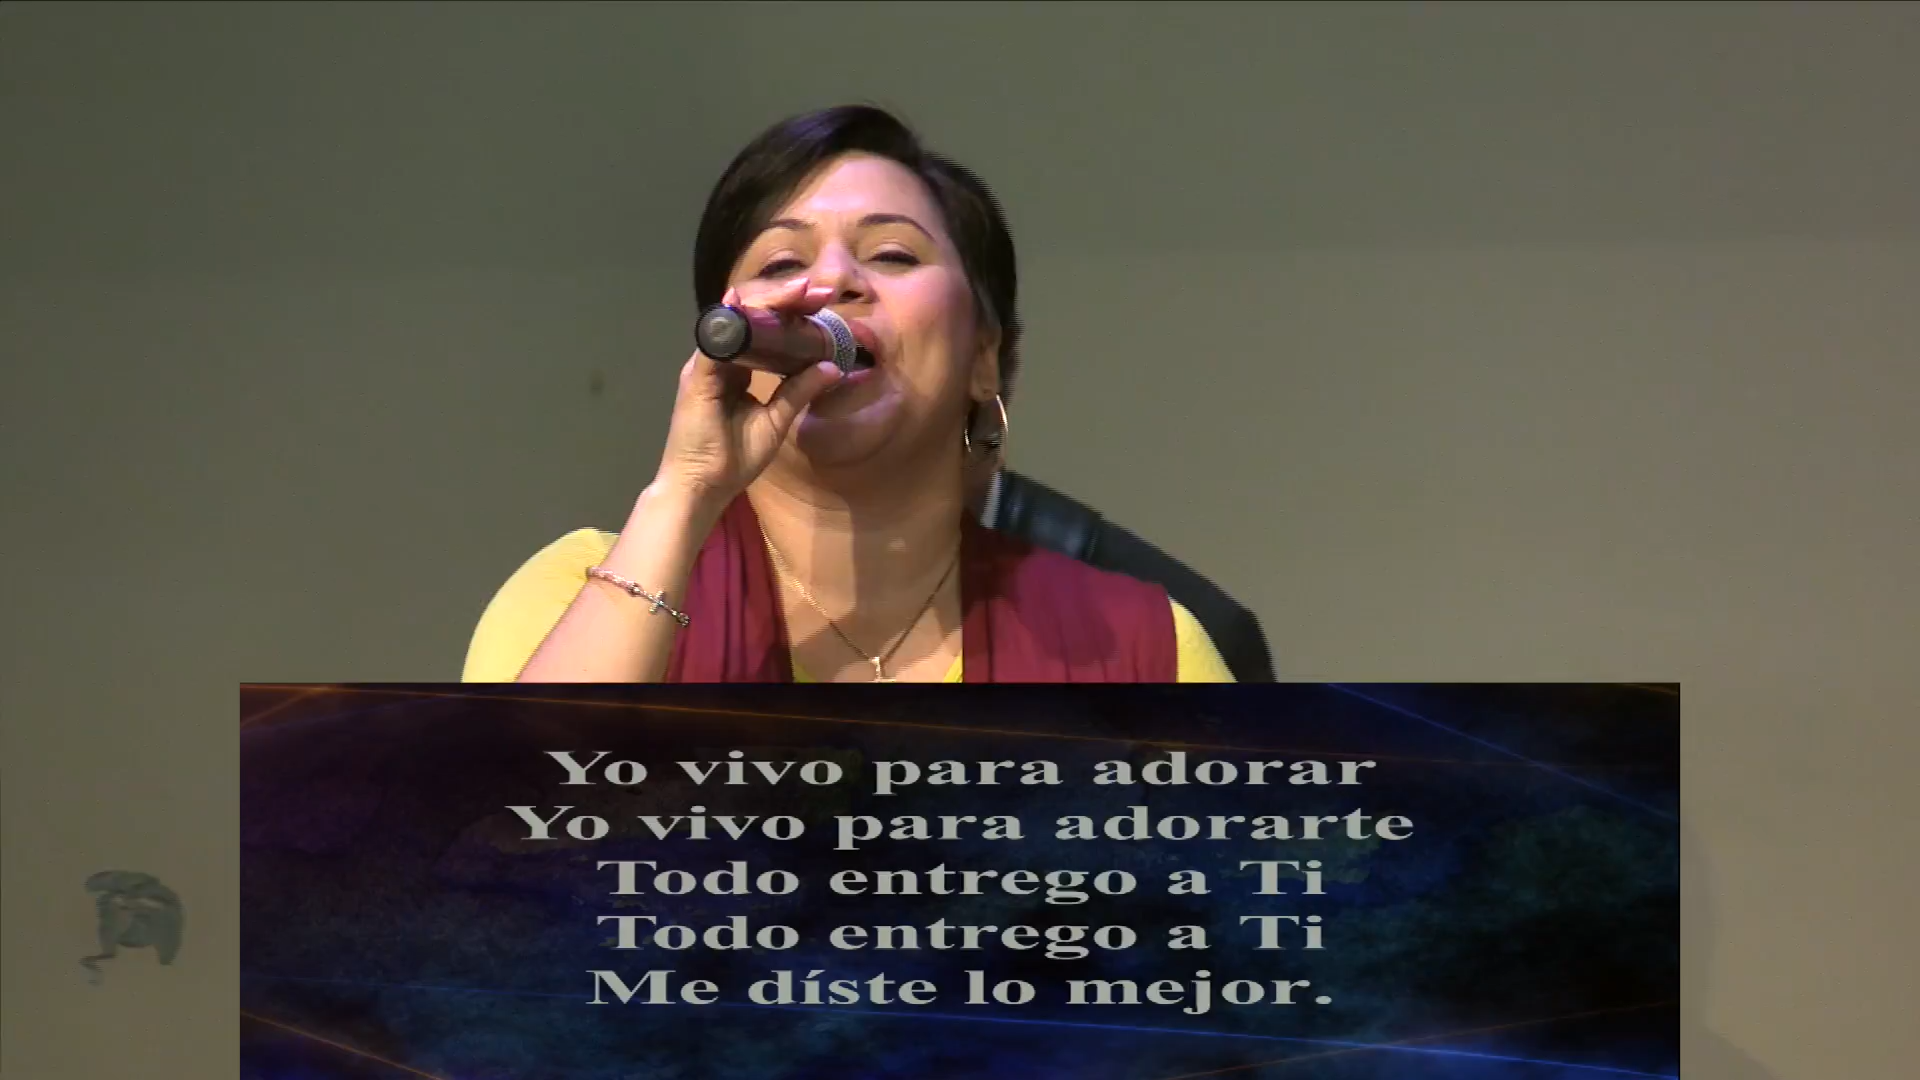 Yo vivo para adorar
Yo vivo para adorarte
Todo entrego a Ti
Todo entrego a Ti
Me díste lo mejor.